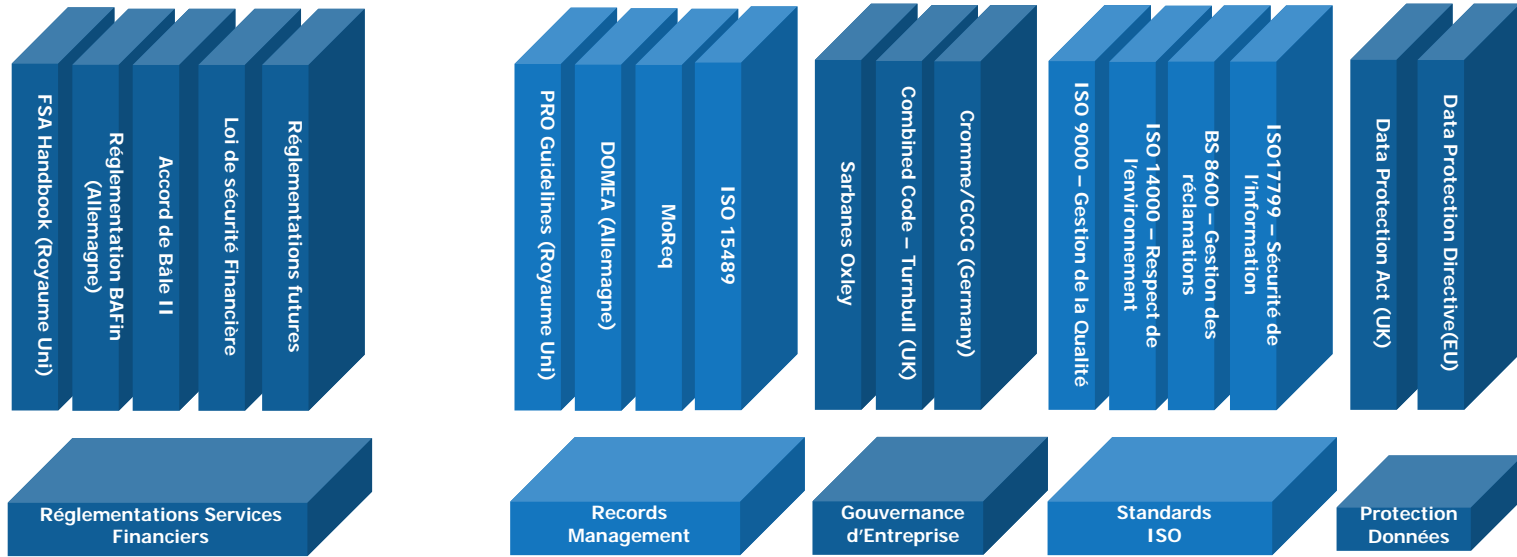 FSA Handbook (Royaume Uni)
Réglementation BAFin
(Allemagne)
Accord de Bâle II
Loi de sécurité Financière
Réglementations futures
PRO Guidelines (Royaume Uni)
DOMEA (Allemagne)
MoReq
ISO 15489
Sarbanes Oxley
Combined Code – Turnbull (UK)
Cromme/GCCG (Germany)
ISO 9000 – Gestion de la Qualité
ISO 14000 – Respect de
l'environnement
BS 8600 – Gestion des
réclamations
ISO17799 – Sécurité de
l'information
Data Protection Act (UK)
Data Protection Directive(EU)
Réglementations Services
Financiers
Records
Management
Gouvernance
d'Entreprise
Standards
ISO
Protection
Données